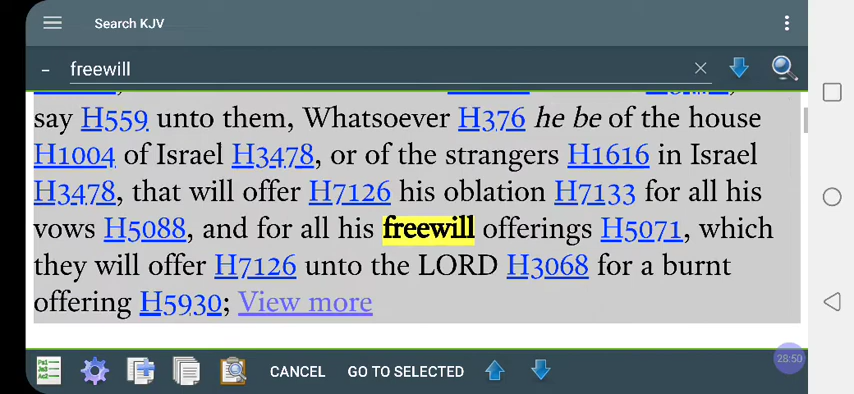 Search KJV
freewill
say H559 unto them, Whatsoever H376 he be of the house
H1004 of Israel H3478, or of the strangers H1616 in Israel
H3478, that will offer H7126 his oblation H7133 for all his
vows H5088, and for all his freewill offerings H5071, which
they will offer H7126 unto the LORD H3068 for a burnt
offering H5930; View more
CANCEL GO TO SELECTED
28:50